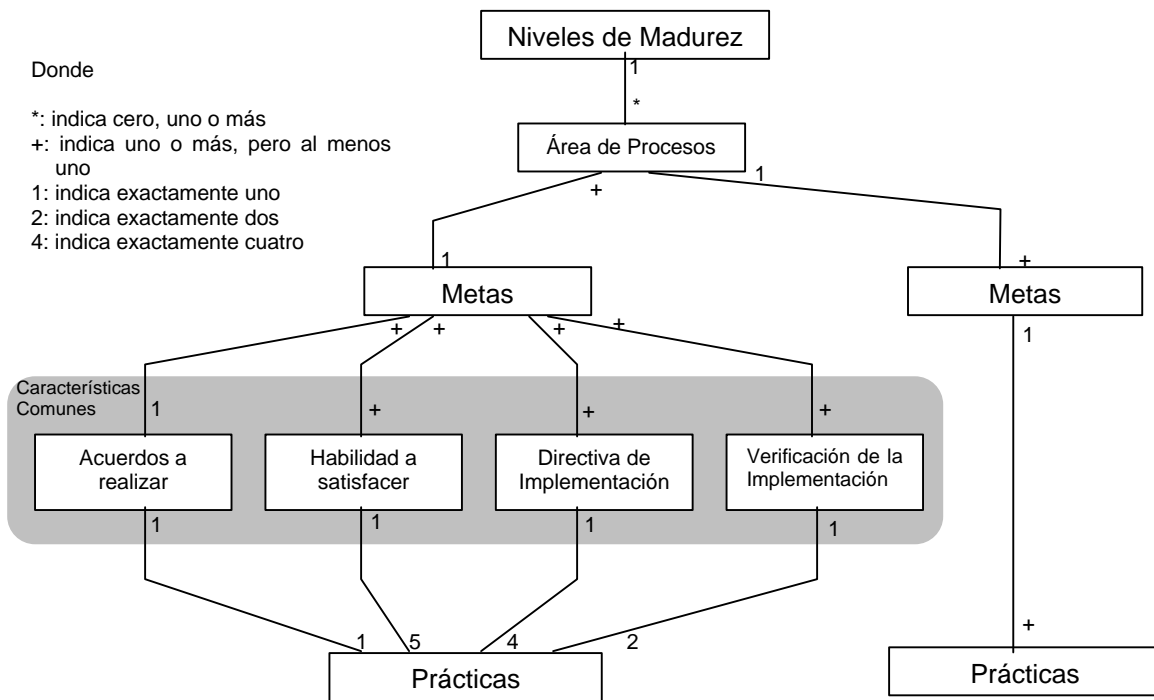 Niveles de Madurez
1
Donde
*
*: indica cero, uno o más
+: indica uno o más, pero al menos
uno
1: indica exactamente uno
2: indica exactamente dos
4: indica exactamente cuatro
Área de Procesos
+
1
1
+
Metas
Metas
+
+
+
+
1
Características
Comunes
1
+
+
+
Acuerdos a
realizar
Habilidad a
satisfacer
Directiva de
Implementación
Verificación de la
Implementación
1
1
1
1
1
5
4
2
+
Prácticas
Prácticas